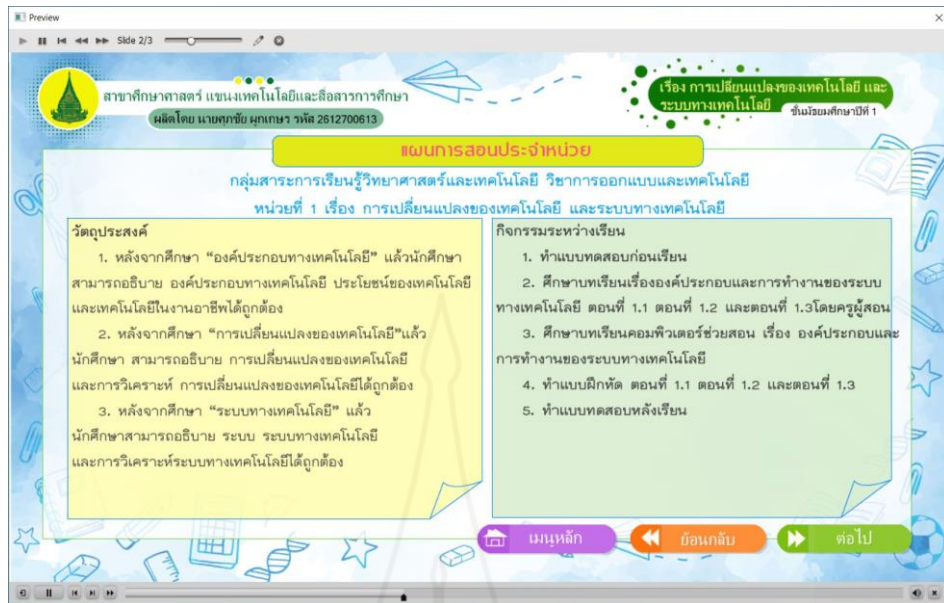 Preview
Slide 2/3
สาขาศึกษาศาสตร์ แขนงเทคโนโลยีและสื่อสารการศึกษา
ผลิตโดย นายศุภชัย ผุกเกษร รหัส 2612700613
เรื่อง การเปลี่ยนแปลงของเทคโนโลยี และ
ระบบทางเทคโนโลยี
ชั้นมัธยมศึกษาปีที่ 1
แผนการสอนประจำหน่วย
กลุ่มสาระการเรียนรู้วิทยาศาสตร์และเทคโนโลยี วิชาการออกแบบและเทคโนโลยี
หน่วยที่ 1 เรื่อง การเปลี่ยนแปลงของเทคโนโลยี และระบบทางเทคโนโลยี
วัตถุประสงค์
1. หลังจากศึกษา “องค์ประกอบทางเทคโนโลยี” แล้วนักศึกษา
สามารถอธิบาย องค์ประกอบทางเทคโนโลยี ประโยชน์ของเทคโนโลยี
และเทคโนโลยีในงานอาชีพได้ถูกต้อง
2. หลังจากศึกษา “การเปลี่ยนแปลงของเทคโนโลยี”แล้ว
นักศึกษา สามารถอธิบาย การเปลี่ยนแปลงของเทคโนโลยี
และการวิเคราะห์ การเปลี่ยนแปลงของเทคโนโลยีได้ถูกต้อง
3. หลังจากศึกษา “ระบบทางเทคโนโลยี” แล้ว
นักศึกษาสามารถอธิบาย ระบบ ระบบทางเทคโนโลยี
และการวิเคราะห์ระบบทางเทคโนโลยีได้ถูกต้อง
กิจกรรมระหว่างเรียน
1. ทำแบบทดสอบก่อนเรียน
2. ศึกษาบทเรียนเรื่ององค์ประกอบและการทำงานของระบบ
ทางเทคโนโลยี ตอนที่ 1.1 ตอนที่ 1.2 และตอนที่ 1.3โดยครูผู้สอน
3. ศึกษาบทเรียนคอมพิวเตอร์ช่วยสอน เรื่อง องค์ประกอบและ
การทำงานของระบบทางเทคโนโลยี
4. ทำแบบฝึกหัด ตอนที่ 1.1 ตอนที่ 1.2 และตอนที่ 1.3
5. ทำแบบทดสอบหลังเรียน
เมนูหลัก
ย้อนกลับ
ต่อไป